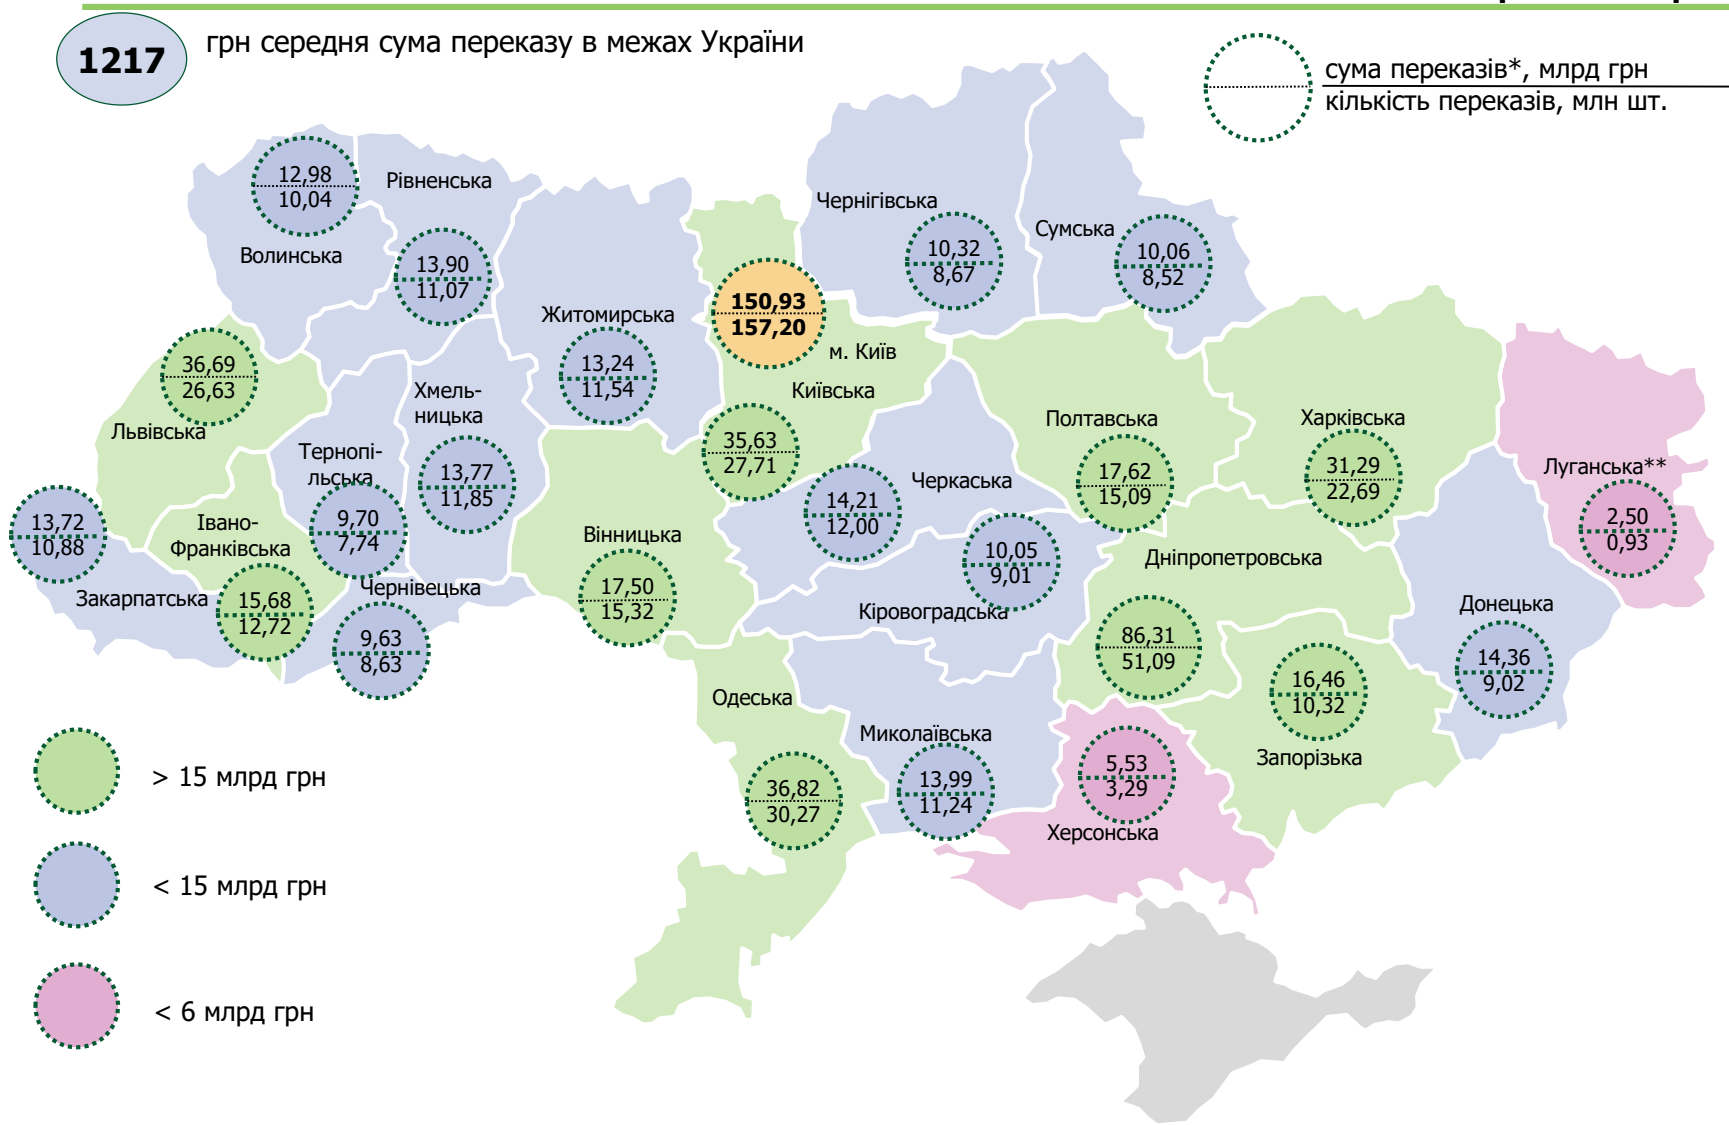 1217
грн середня сума переказу в межах України
сума переказів*, млрд грн
кількість переказів, млн шт.
12,98
10,04
Волинська
Рівненська
13,90
11,07
Житомирська
13,24
11,54
150,93
157,20
м. Київ
Київська
35,63
27,71
Чернігівська
10,32
8,67
Сумська
10,06
8,52
36,69
26,63
Львівська
Хмель-
ницька
13,77
11,85
Тернопі-
льська
9,70
7,74
Івано-
Франківська
15,68
12,72
13,72
10,88
Закарпатська
Чернівецька
9,63
8,63
Вінницька
17,50
15,32
Черкаська
14,21
12,00
10,05
9,01
Кіровоградська
Полтавська
17,62
15,09
Харківська
31,29
22,69
Луганська**
2,50
0,93
Дніпропетровська
86,31
51,09
Донецька
14,36
9,02
16,46
10,32
Запорізька
Одеська
36,82
30,27
Миколаївська
13,99
11,24
5,53
3,29
Херсонська
> 15 млрд грн
< 15 млрд грн
< 6 млрд грн